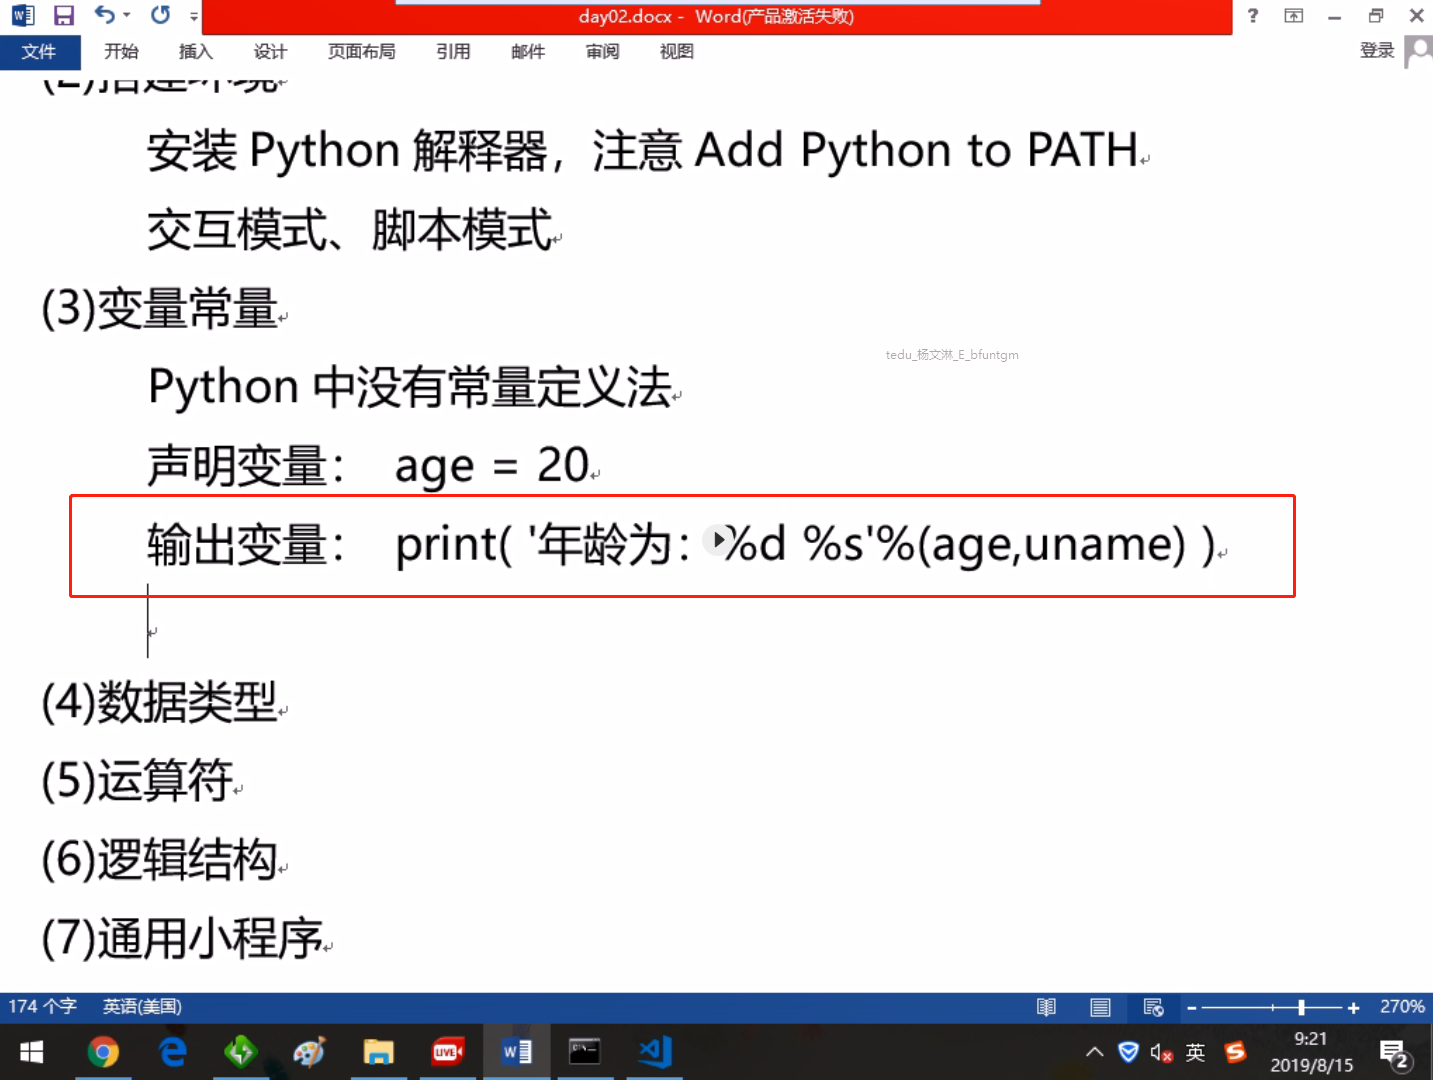 day02.docx - Word(产品激活失败)
文件 开始 插入 设计 页面布局 引用 邮件 审阅 视图 登录
(2)搭建环境
安装 Python 解释器，注意 Add Python to PATH
交互模式、脚本模式
(3)变量常量
tedu_杨文淋_E_bfuntgm
Python 中没有常量定义法
声明变量： age = 20
输出变量： print( '年龄为：%d %s'%(age,uname) )
(4)数据类型
(5)运算符
(6)逻辑结构
(7)通用小程序
174 个字 英语(美国) 270%
LIVE 英 9:21
2019/8/15 2